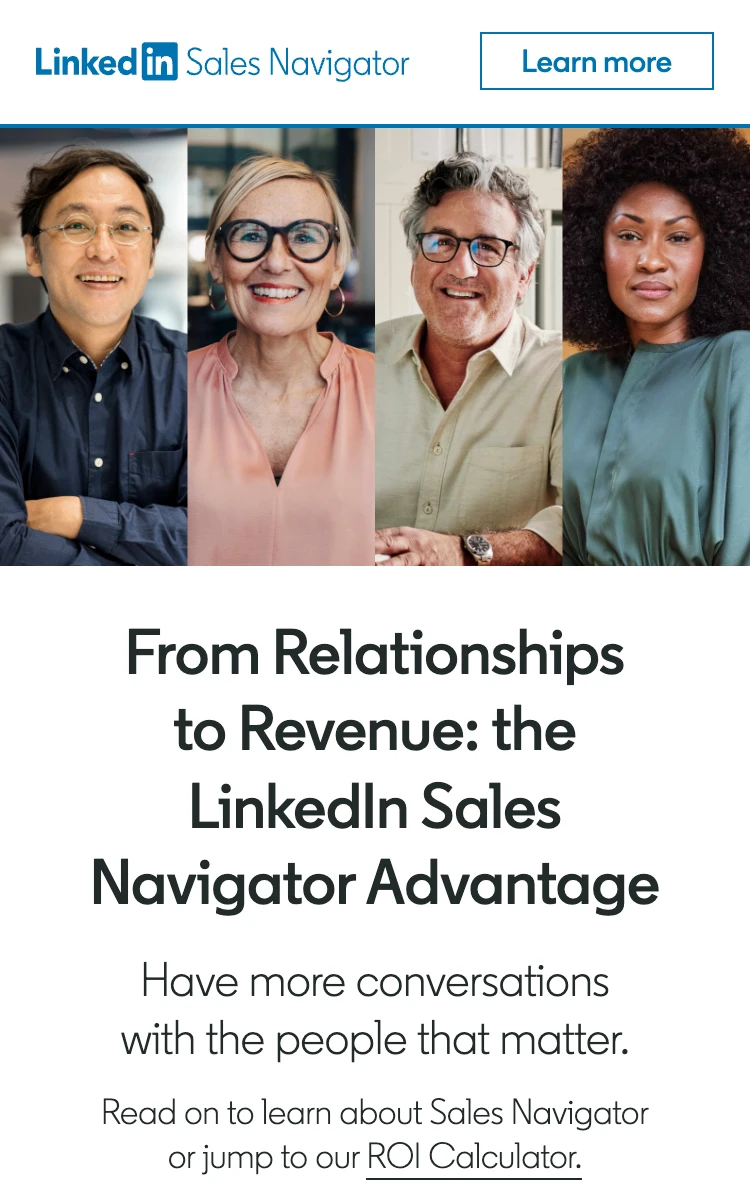 Linkedin Sales Navigator
Learn more
From Relationships
to Revenue: the
LinkedIn Sales
Navigator Advantage
Have more conversations
with the people that matter.
Read on to learn about Sales Navigator
or jump to our ROI Calculator.